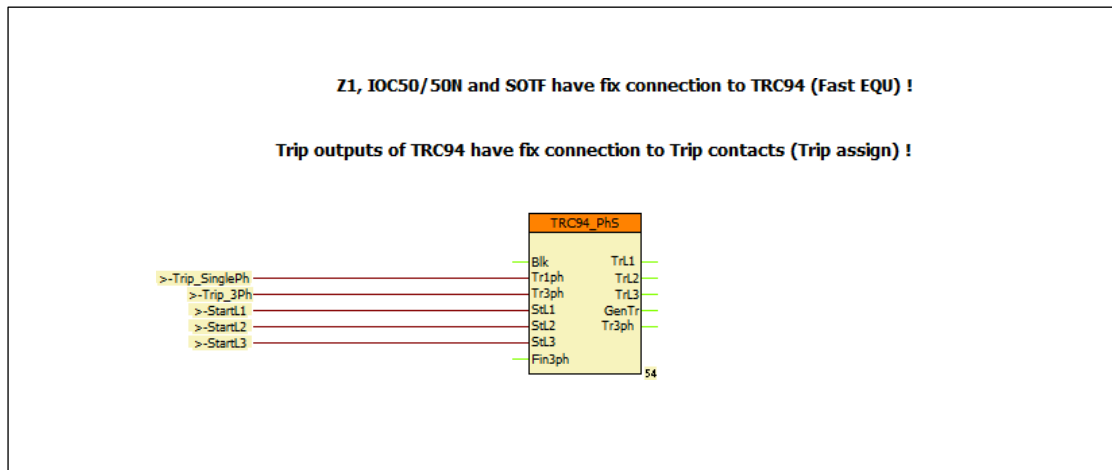 Z1, IOC50/50N and SOTF have fix connection to TRC94 (Fast EQU) !
Trip outputs of TRC94 have fix connection to Trip contacts (Trip assign) !
TRC94_PhS
Blk TrL1
>-Trip_SinglePh Tr1ph TrL2
>-Trip_3Ph Tr3ph TrL3
>-StartL1 StL1 GenTr
>-StartL2 StL2 Tr3ph
>-StartL3 StL3
Fin3ph
54